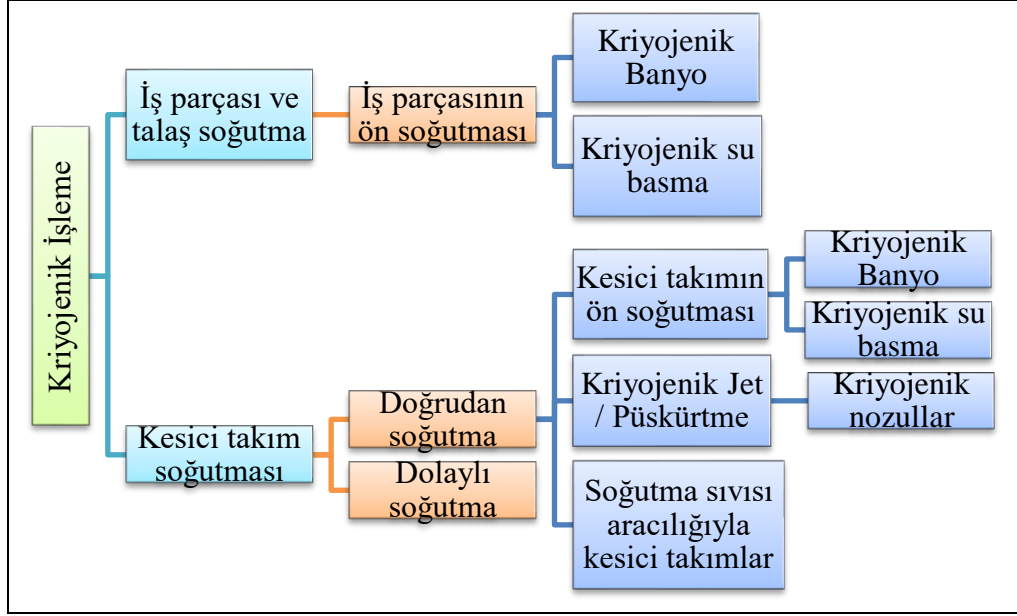 Kriyojenik İşleme
İş parçası ve
talaş soğutma
İş parçasının
ön soğutması
Kriyojenik
Banyo
Kriyojenik su
basma
Kesici takım
soğutması
Doğrudan
soğutma
Dolaylı
soğutma
Kesici takımın
ön soğutması
Kriyojenik
Banyo
Kriyojenik su
basma
Kriyojenik Jet
/ Püskürtme
Kriyojenik
nozullar
Soğutma sıvısı
aracılığıyla
kesici takımlar